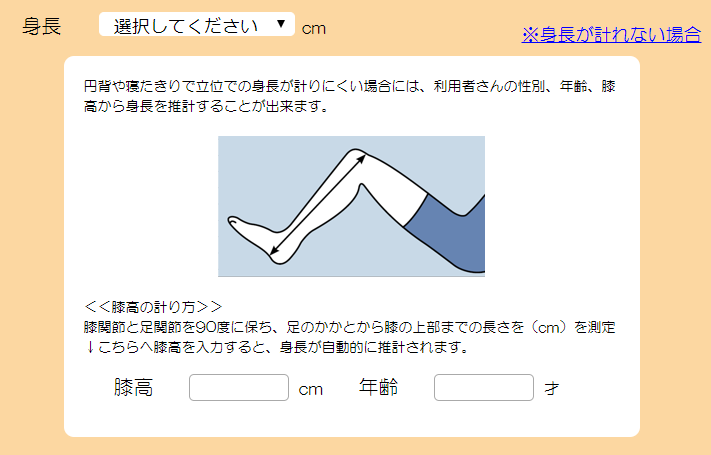 身長 選択してください ▼ cm
※身長が計れない場合
円背や寝たきりで立位での身長が計りにくい場合には、利用者さんの性別、年齢、膝
高から身長を推計することが出来ます。
＜＜膝高の計り方＞＞
膝関節と足関節を90度に保ち、足のかかとから膝の上部までの長さを（cm）を測定
↓こちらへ膝高を入力すると、身長が自動的に推計されます。
膝高 cm 年齢 才